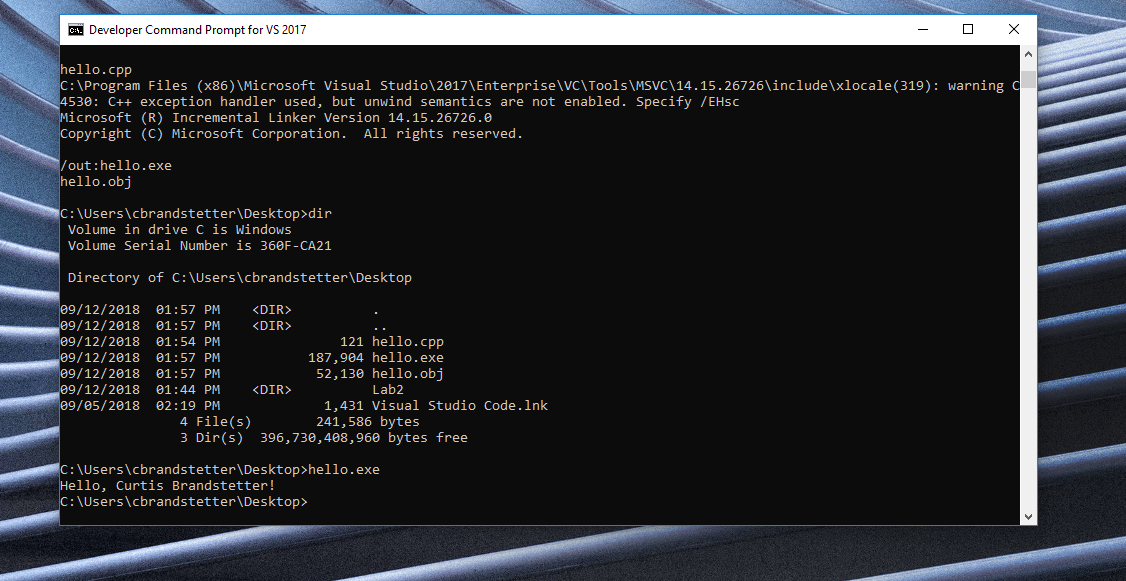 Developer Command Prompt for VS 2017
hello.cpp
C:\Program Files (x86)\Microsoft Visual Studio\2017\Enterprise\VC\Tools\MSVC\14.15.26726\include\xlocale(319): warning C
4530: C++ exception handler used, but unwind semantics are not enabled. Specify /EHsc
Microsoft (R) Incremental Linker Version 14.15.26726.0
Copyright (C) Microsoft Corporation.  All rights reserved.
/out:hello.exe
hello.obj
C:\Users\cbrandstetter\Desktop>dir
 Volume in drive C is Windows
 Volume Serial Number is 360F-CA21
 Directory of C:\Users\cbrandstetter\Desktop
09/12/2018  01:57 PM    <DIR>          .
09/12/2018  01:57 PM    <DIR>          ..
09/12/2018  01:54 PM               121 hello.cpp
09/12/2018  01:57 PM           187,904 hello.exe
09/12/2018  01:57 PM            52,130 hello.obj
09/12/2018  01:44 PM    <DIR>          Lab2
09/05/2018  02:19 PM             1,431 Visual Studio Code.lnk
               4 File(s)        241,586 bytes
               3 Dir(s)  396,730,408,960 bytes free
C:\Users\cbrandstetter\Desktop>hello.exe
Hello, Curtis Brandstetter!
C:\Users\cbrandstetter\Desktop>